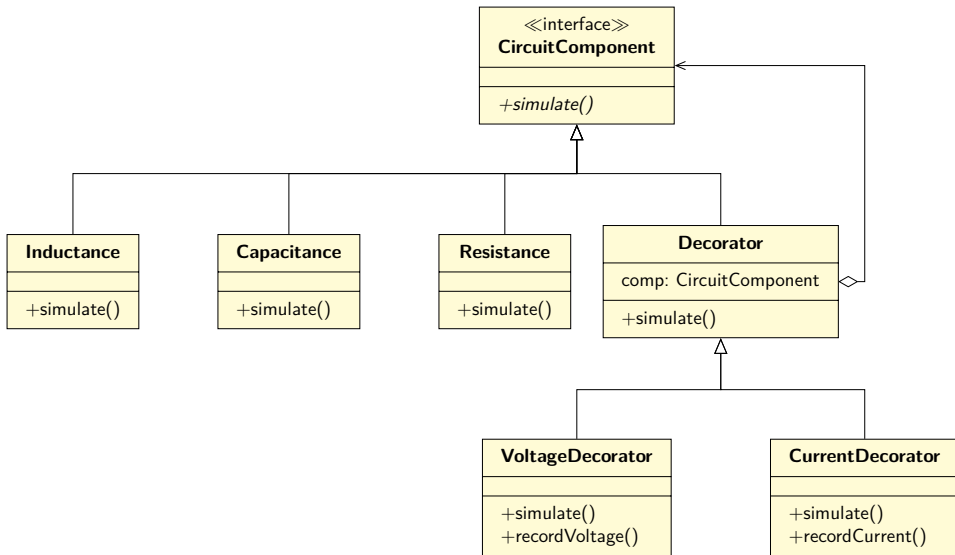 ≪interface≫
CircuitComponent
+simulate()
Inductance
+simulate()
Capacitance
+simulate()
Resistance
+simulate()
Decorator
comp: CircuitComponent
+simulate()
VoltageDecorator
+simulate()
+recordVoltage()
CurrentDecorator
+simulate()
+recordCurrent()